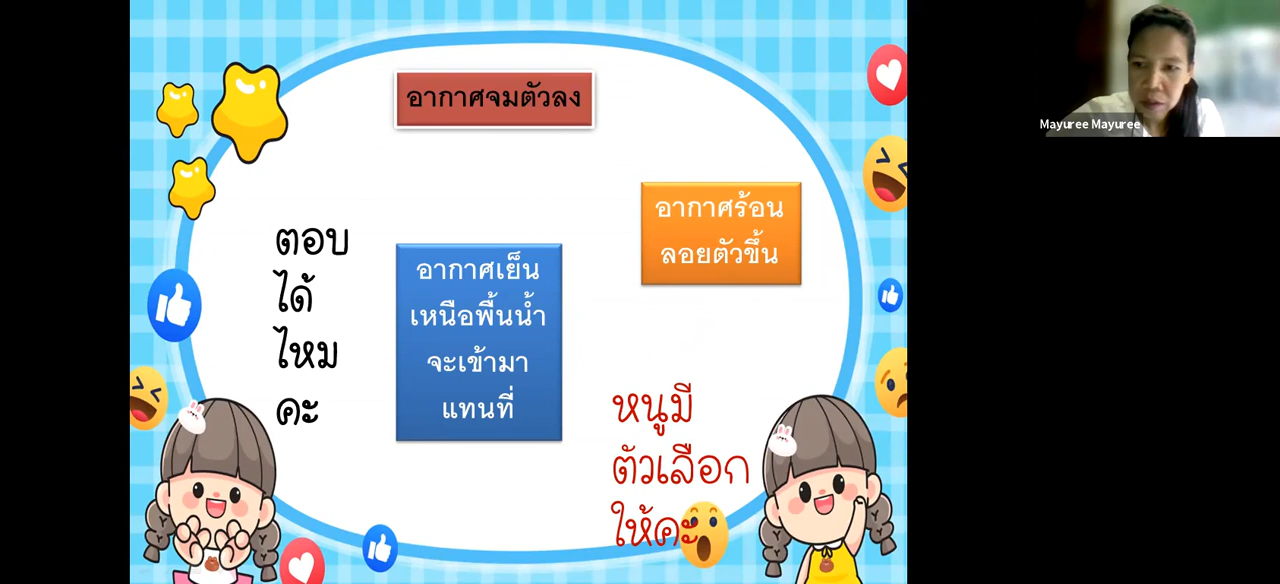 อากาศจมตัวลง
อากาศร้อน
ลอยตัวขึ้น
ตอบ
ได้
ไหม
คะ
อากาศเย็น
เหนือพื้นน้ำ
จะเข้ามา
แทนที่
หนูมี
ตัวเลือก
ให้คะ
Mayuree Mayuree